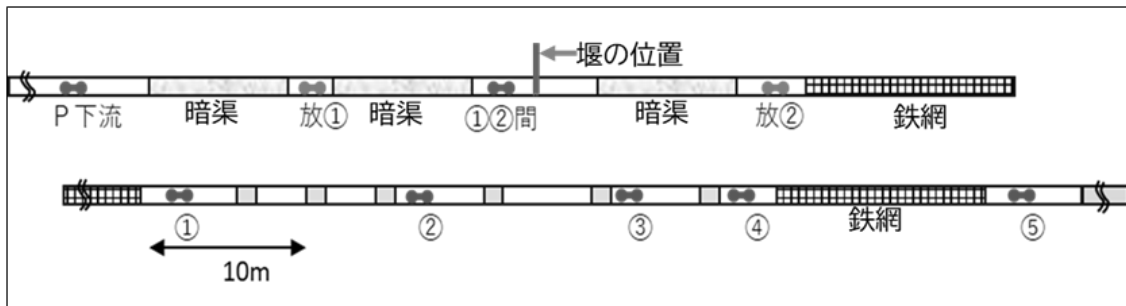 堰の位置
P下流 暗渠 放① 暗渠 ①②間 暗渠 放② 鉄網
① ② ③ ④ 鉄網 ⑤
10m